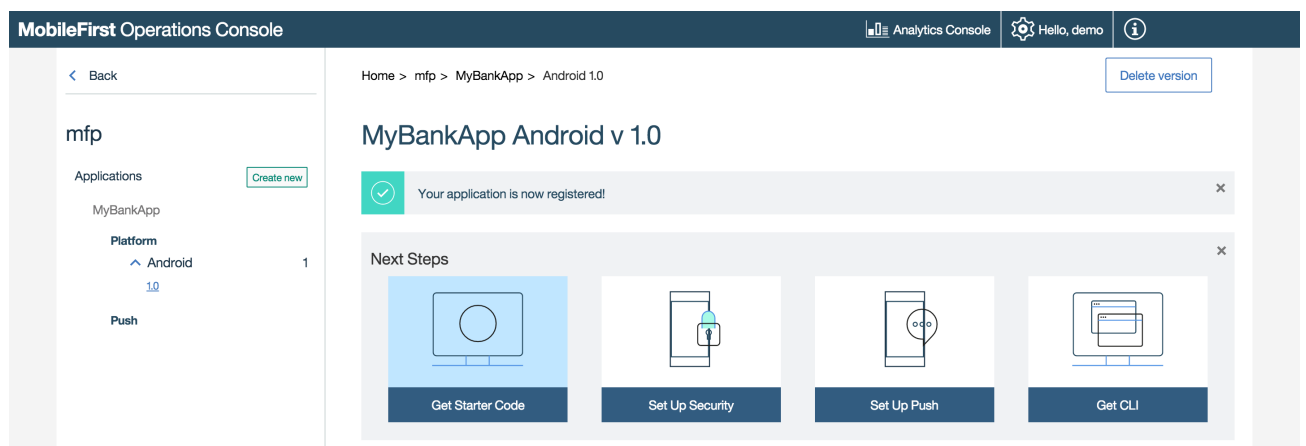 MobileFirst Operations Console
Analytics Console
Hello, demo
Back
Home > mfp > MyBankApp > Android 1.0
Delete version
mfp
Applications
Create new
MyBankApp
Platform
Android 1
1.0
Push
MyBankApp Android v 1.0
Your application is now registered!
Next Steps
Get Starter Code
Set Up Security
Set Up Push
Get CLI